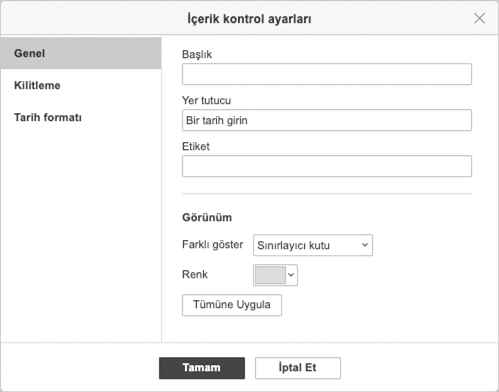 İçerik kontrol ayarları
Genel
Kilitleme
Tarih formatı
Başlık
Yer tutucu
Bir tarih girin
Etiket
Görünüm
Farklı göster
Sınırlayıcı kutu
Renk
Tümüne Uygula
Tamam
İptal Et